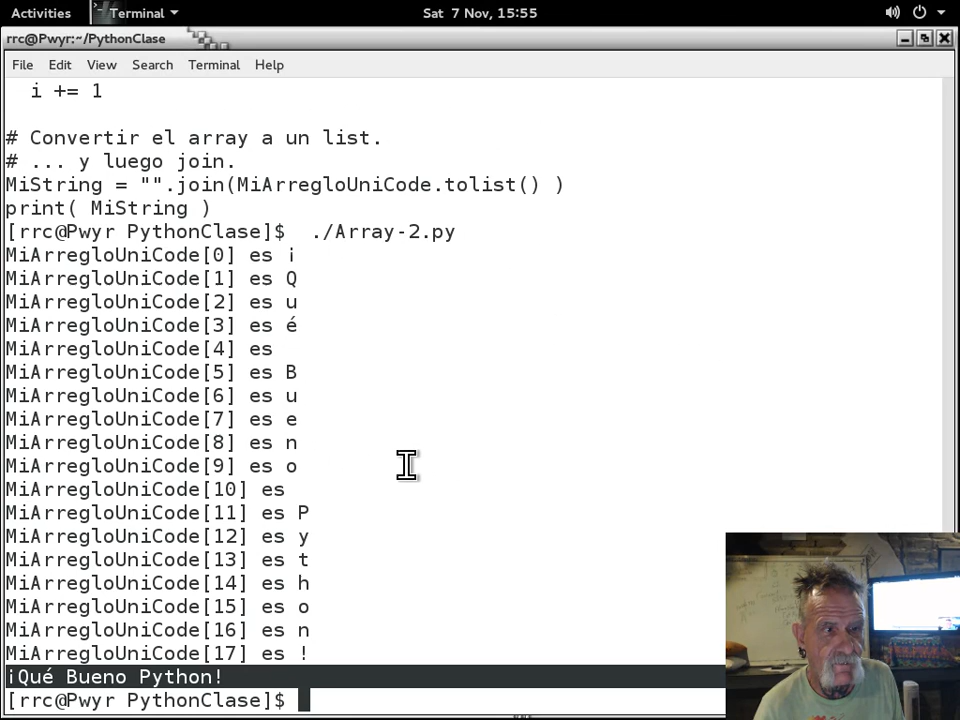 Activities
Terminal
Sat 7 Nov, 15:55
rrc@Pwyr:~/PythonClase
File Edit View Search Terminal Help
i += 1
# Convertir el array a un list.
# ... y luego join.
MiString = "".join(MiArregloUniCode.tolist() )
print( MiString )
[rrc@Pwyr PythonClase]$ ./Array-2.py
MiArregloUniCode[0] es ¡
MiArregloUniCode[1] es Q
MiArregloUniCode[2] es u
MiArregloUniCode[3] es é
MiArregloUniCode[4] es
MiArregloUniCode[5] es B
MiArregloUniCode[6] es u
MiArregloUniCode[7] es e
MiArregloUniCode[8] es n
MiArregloUniCode[9] es o
MiArregloUniCode[10] es
MiArregloUniCode[11] es P
MiArregloUniCode[12] es y
MiArregloUniCode[13] es t
MiArregloUniCode[14] es h
MiArregloUniCode[15] es o
MiArregloUniCode[16] es n
MiArregloUniCode[17] es !
¡Qué Bueno Python!
[rrc@Pwyr PythonClase]$